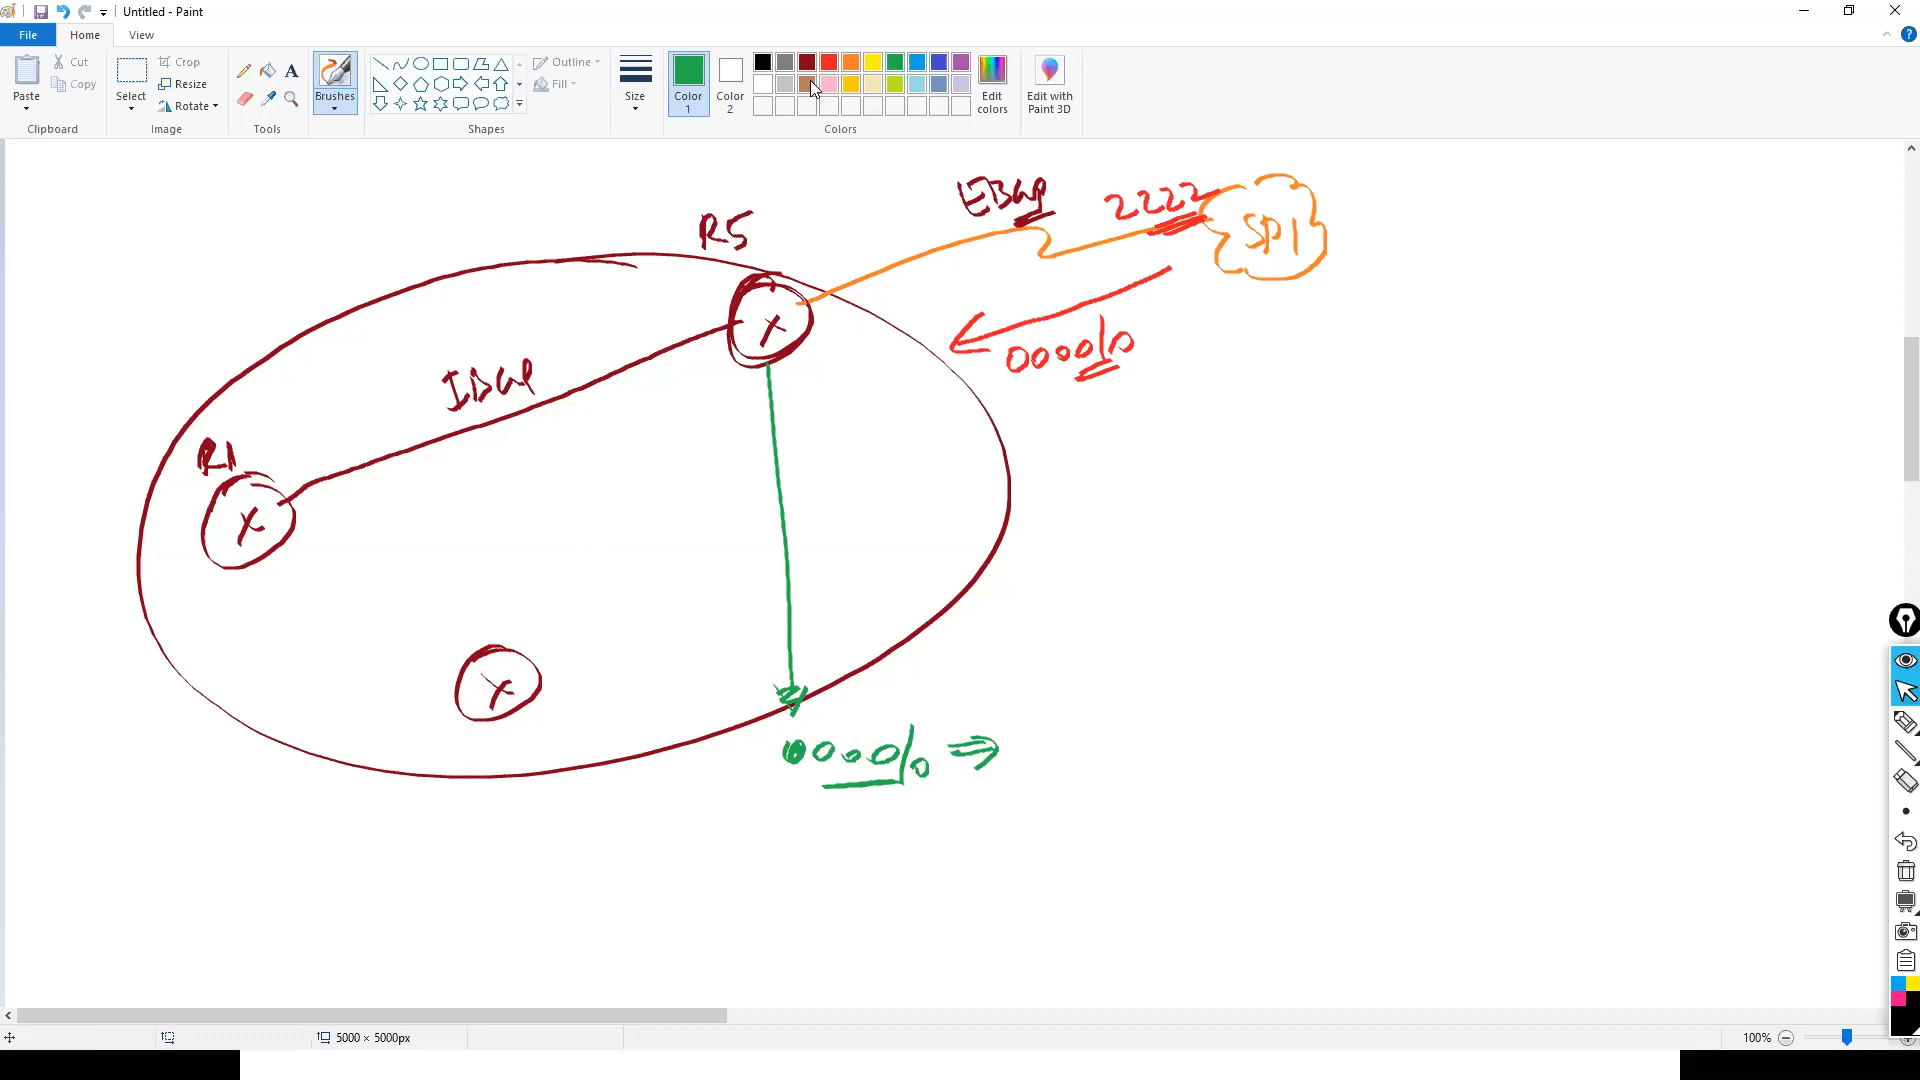 Untitled - Paint
File
Home
View
Paste
Cut
Copy
Clipboard
Select
Crop
Resize
Rotate
Image
Tools
Brushes
Shapes
Outline
Fill
Size
Color 1
Color 2
Colors
Edit colors
Edit with Paint 3D
EBGP
2222
SP1
R5
0000/0
IBGP
R1
X
X
X
0000/0 ⇒
5000 × 5000px
100%